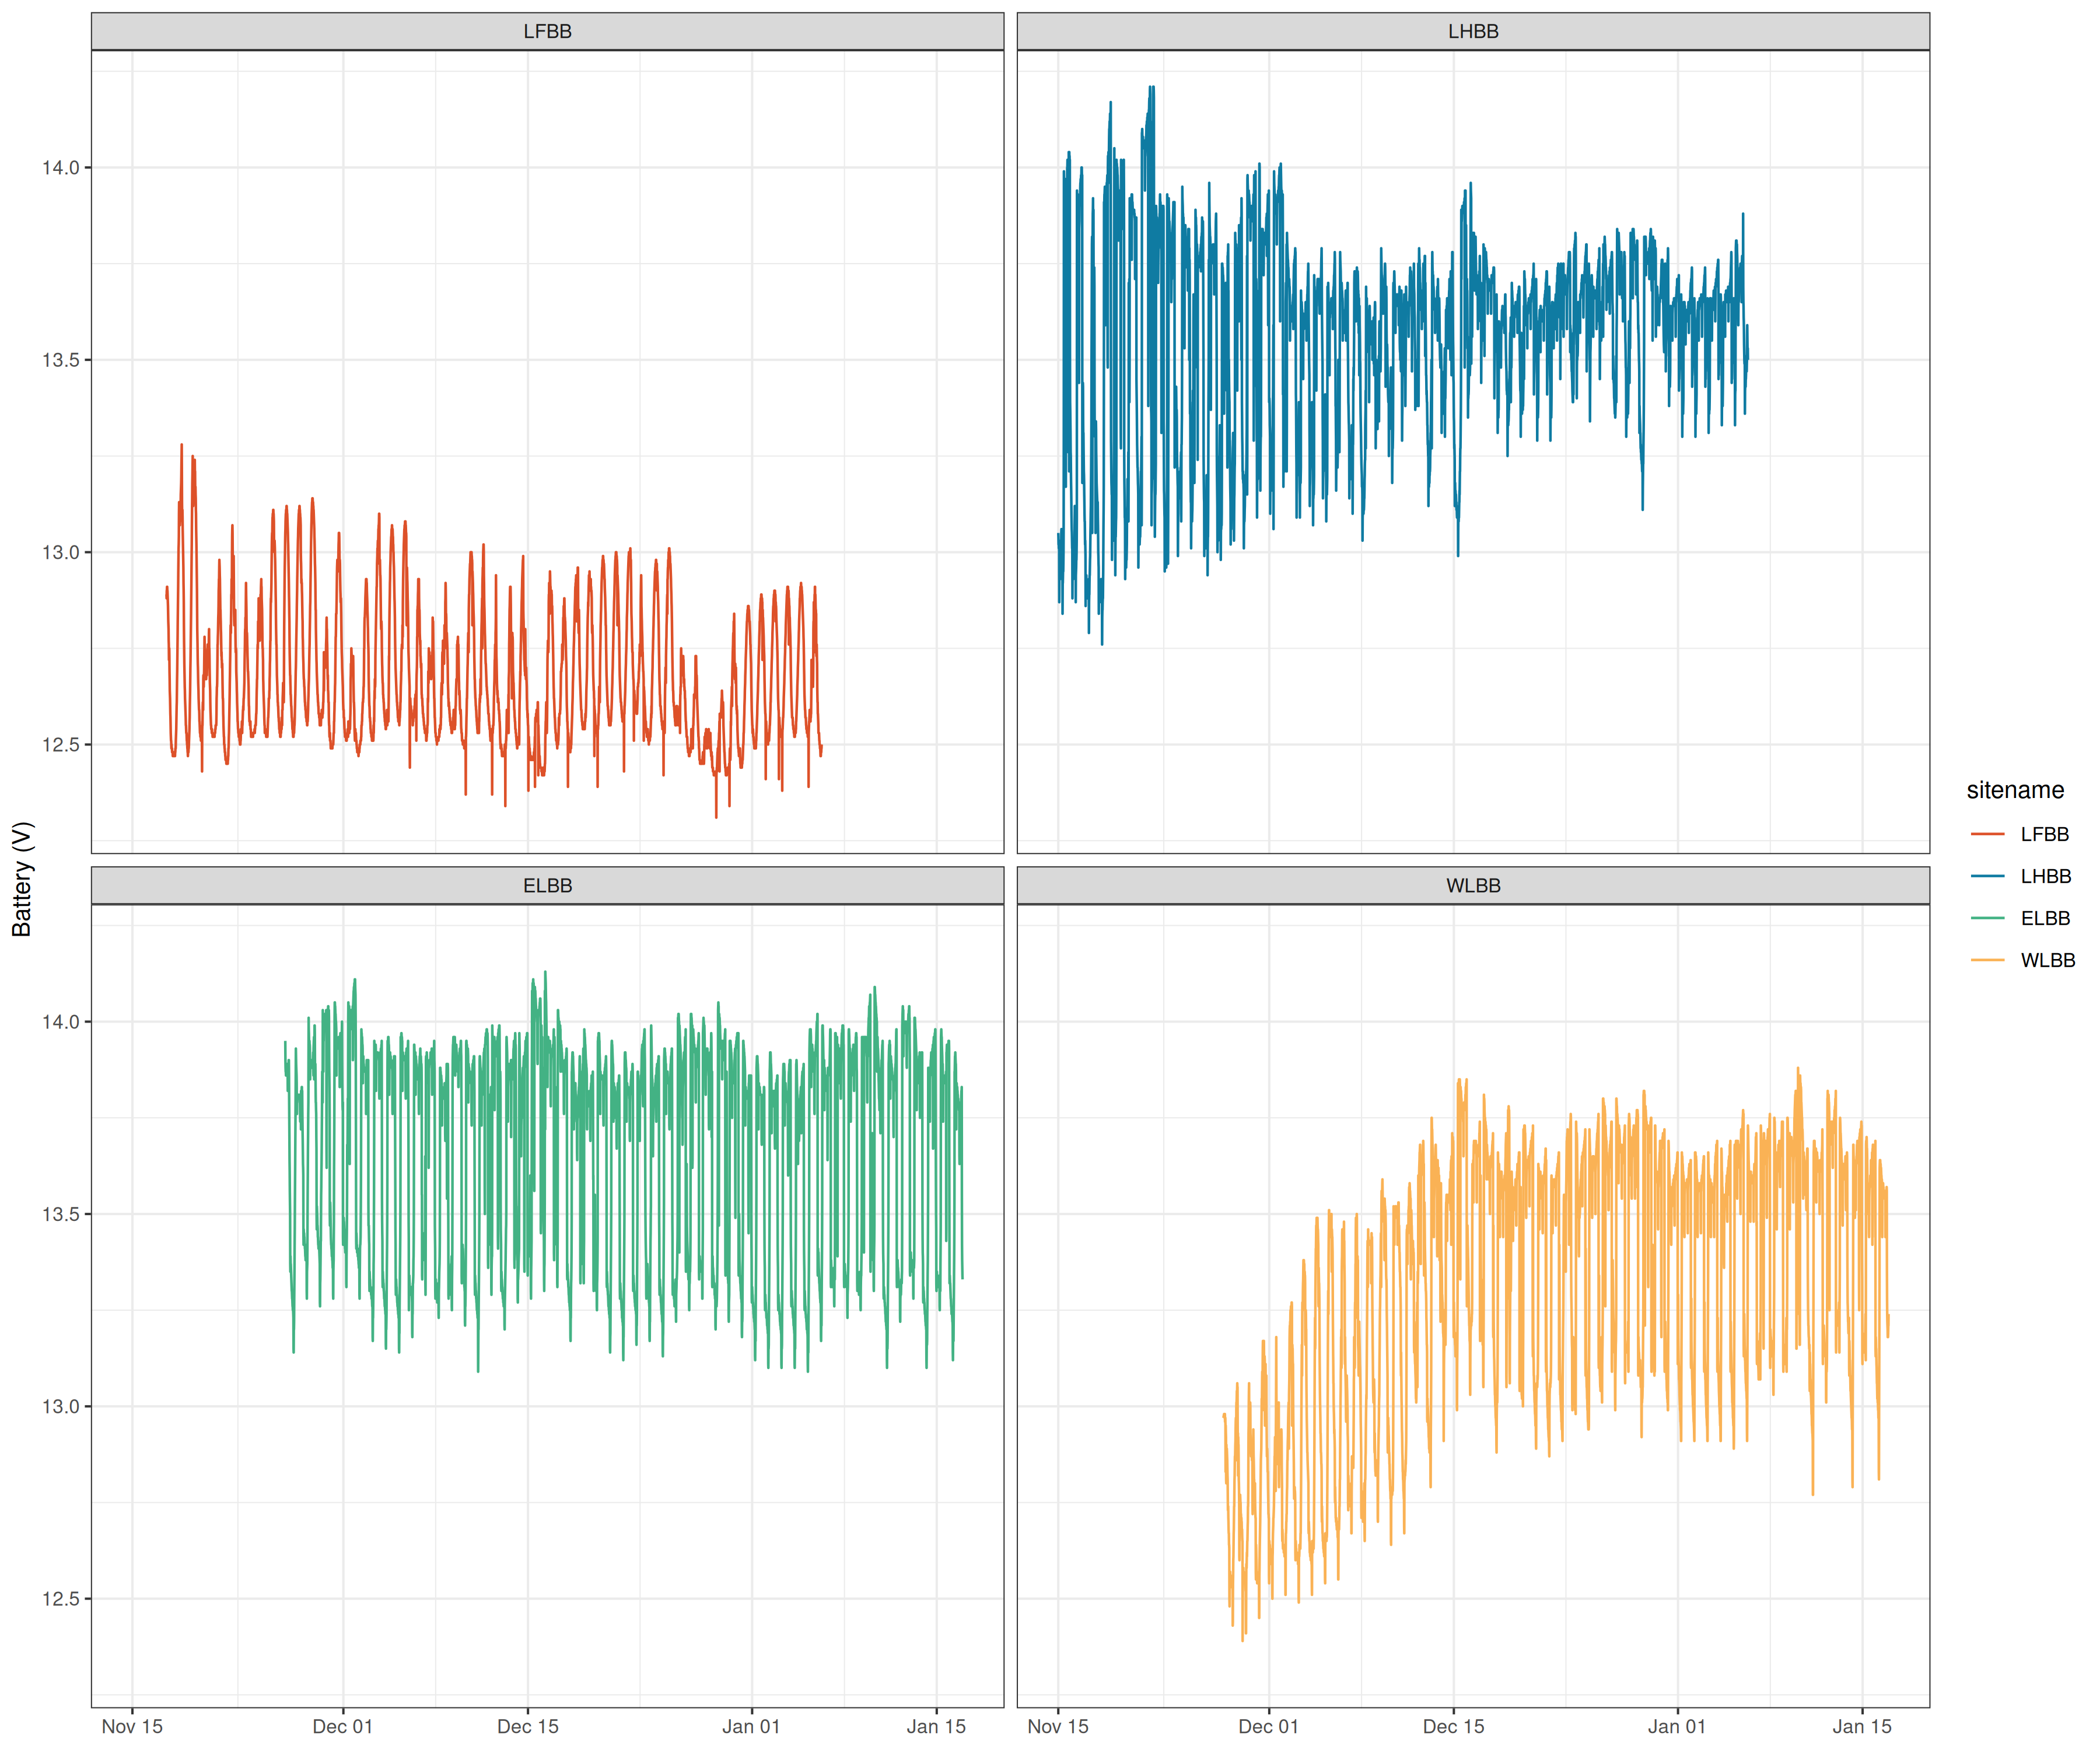 LFBB
LHBB
14.0
13.5
13.0
12.5
ELBB
WLBB
14.0
13.5
13.0
12.5
Nov 15
Dec 01
Dec 15
Jan 01
Jan 15
Nov 15
Dec 01
Dec 15
Jan 01
Jan 15
Battery (V)
sitename
LFBB
LHBB
ELBB
WLBB